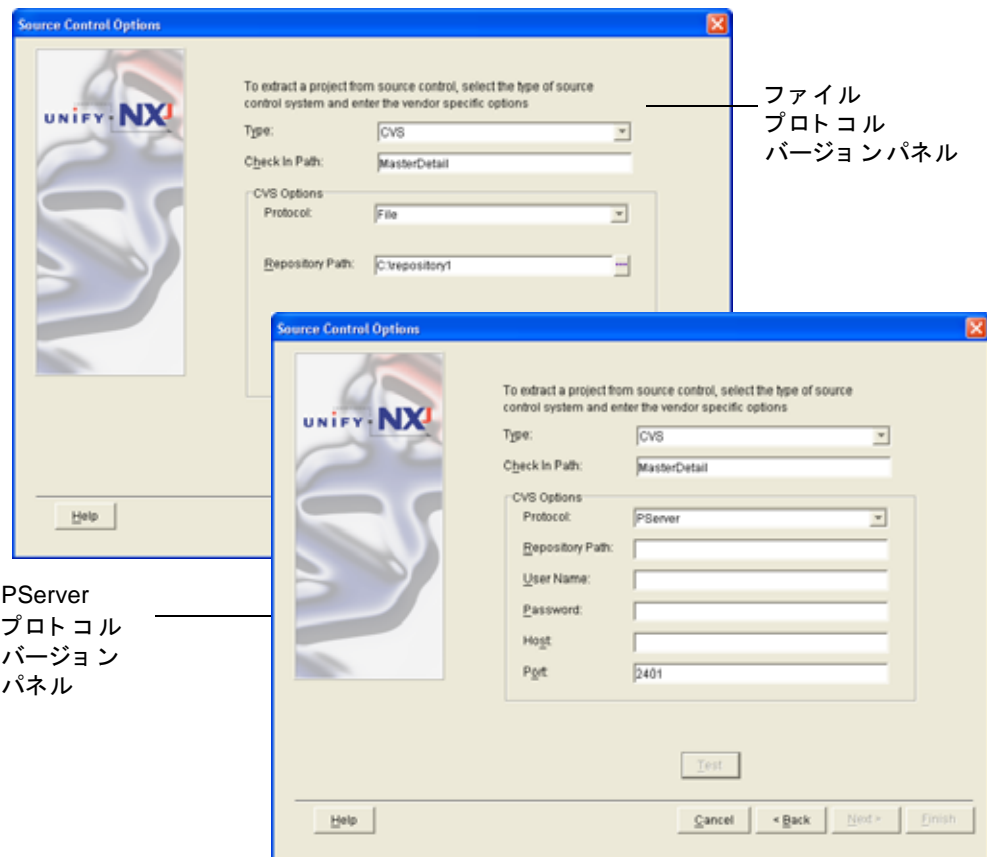 Source Control Options
UNIFY·NXJ
To extract a project from source control, select the type of source
control system and enter the vendor specific options
Type: CVS
Check In Path: MasterDetail
CVS Options
Protocol: File
Repository Path: C:\repository1
Help
ファイル
プロトコル
バージョンパネル
Source Control Options
UNIFY·NXJ
To extract a project from source control, select the type of source
control system and enter the vendor specific options
Type: CVS
Check In Path: MasterDetail
CVS Options
Protocol: PServer
Repository Path:
User Name:
Password:
Host:
Port: 2401
Test
Help Cancel < Back Next > Finish
PServer
プロトコル
バージョン
パネル